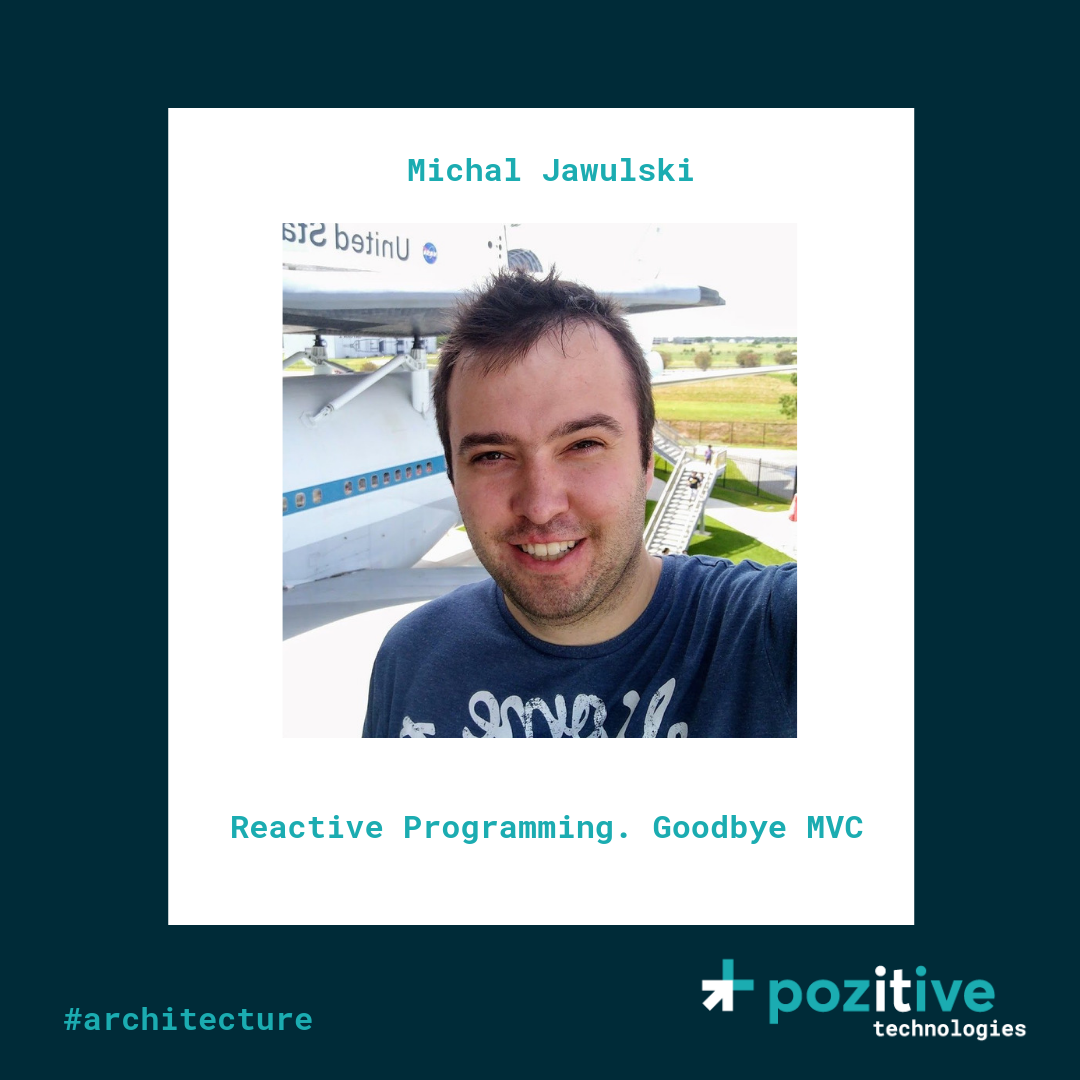 Michal Jawulski
United Sta
Reactive Programming. Goodbye MVC
#architecture
pozitive
technologies